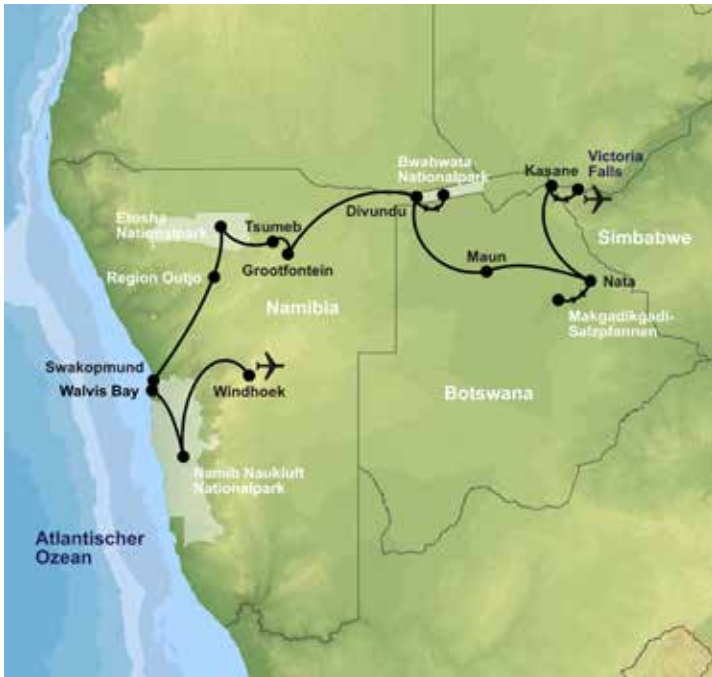 Bwabwata
Nationalpark
Kasane
Victoria
Falls
Divundu
Etosha
Nationalpark
Tsumeb
Grootfontein
Simbabwe
Maun
Nata
Region Outjo
Namibia
Makgadikgadi-
Salzpfannen
Swakopmund
Walvis Bay
Windhoek
Botswana
Namib Naukluft
Nationalpark
Atlantischer
Ozean